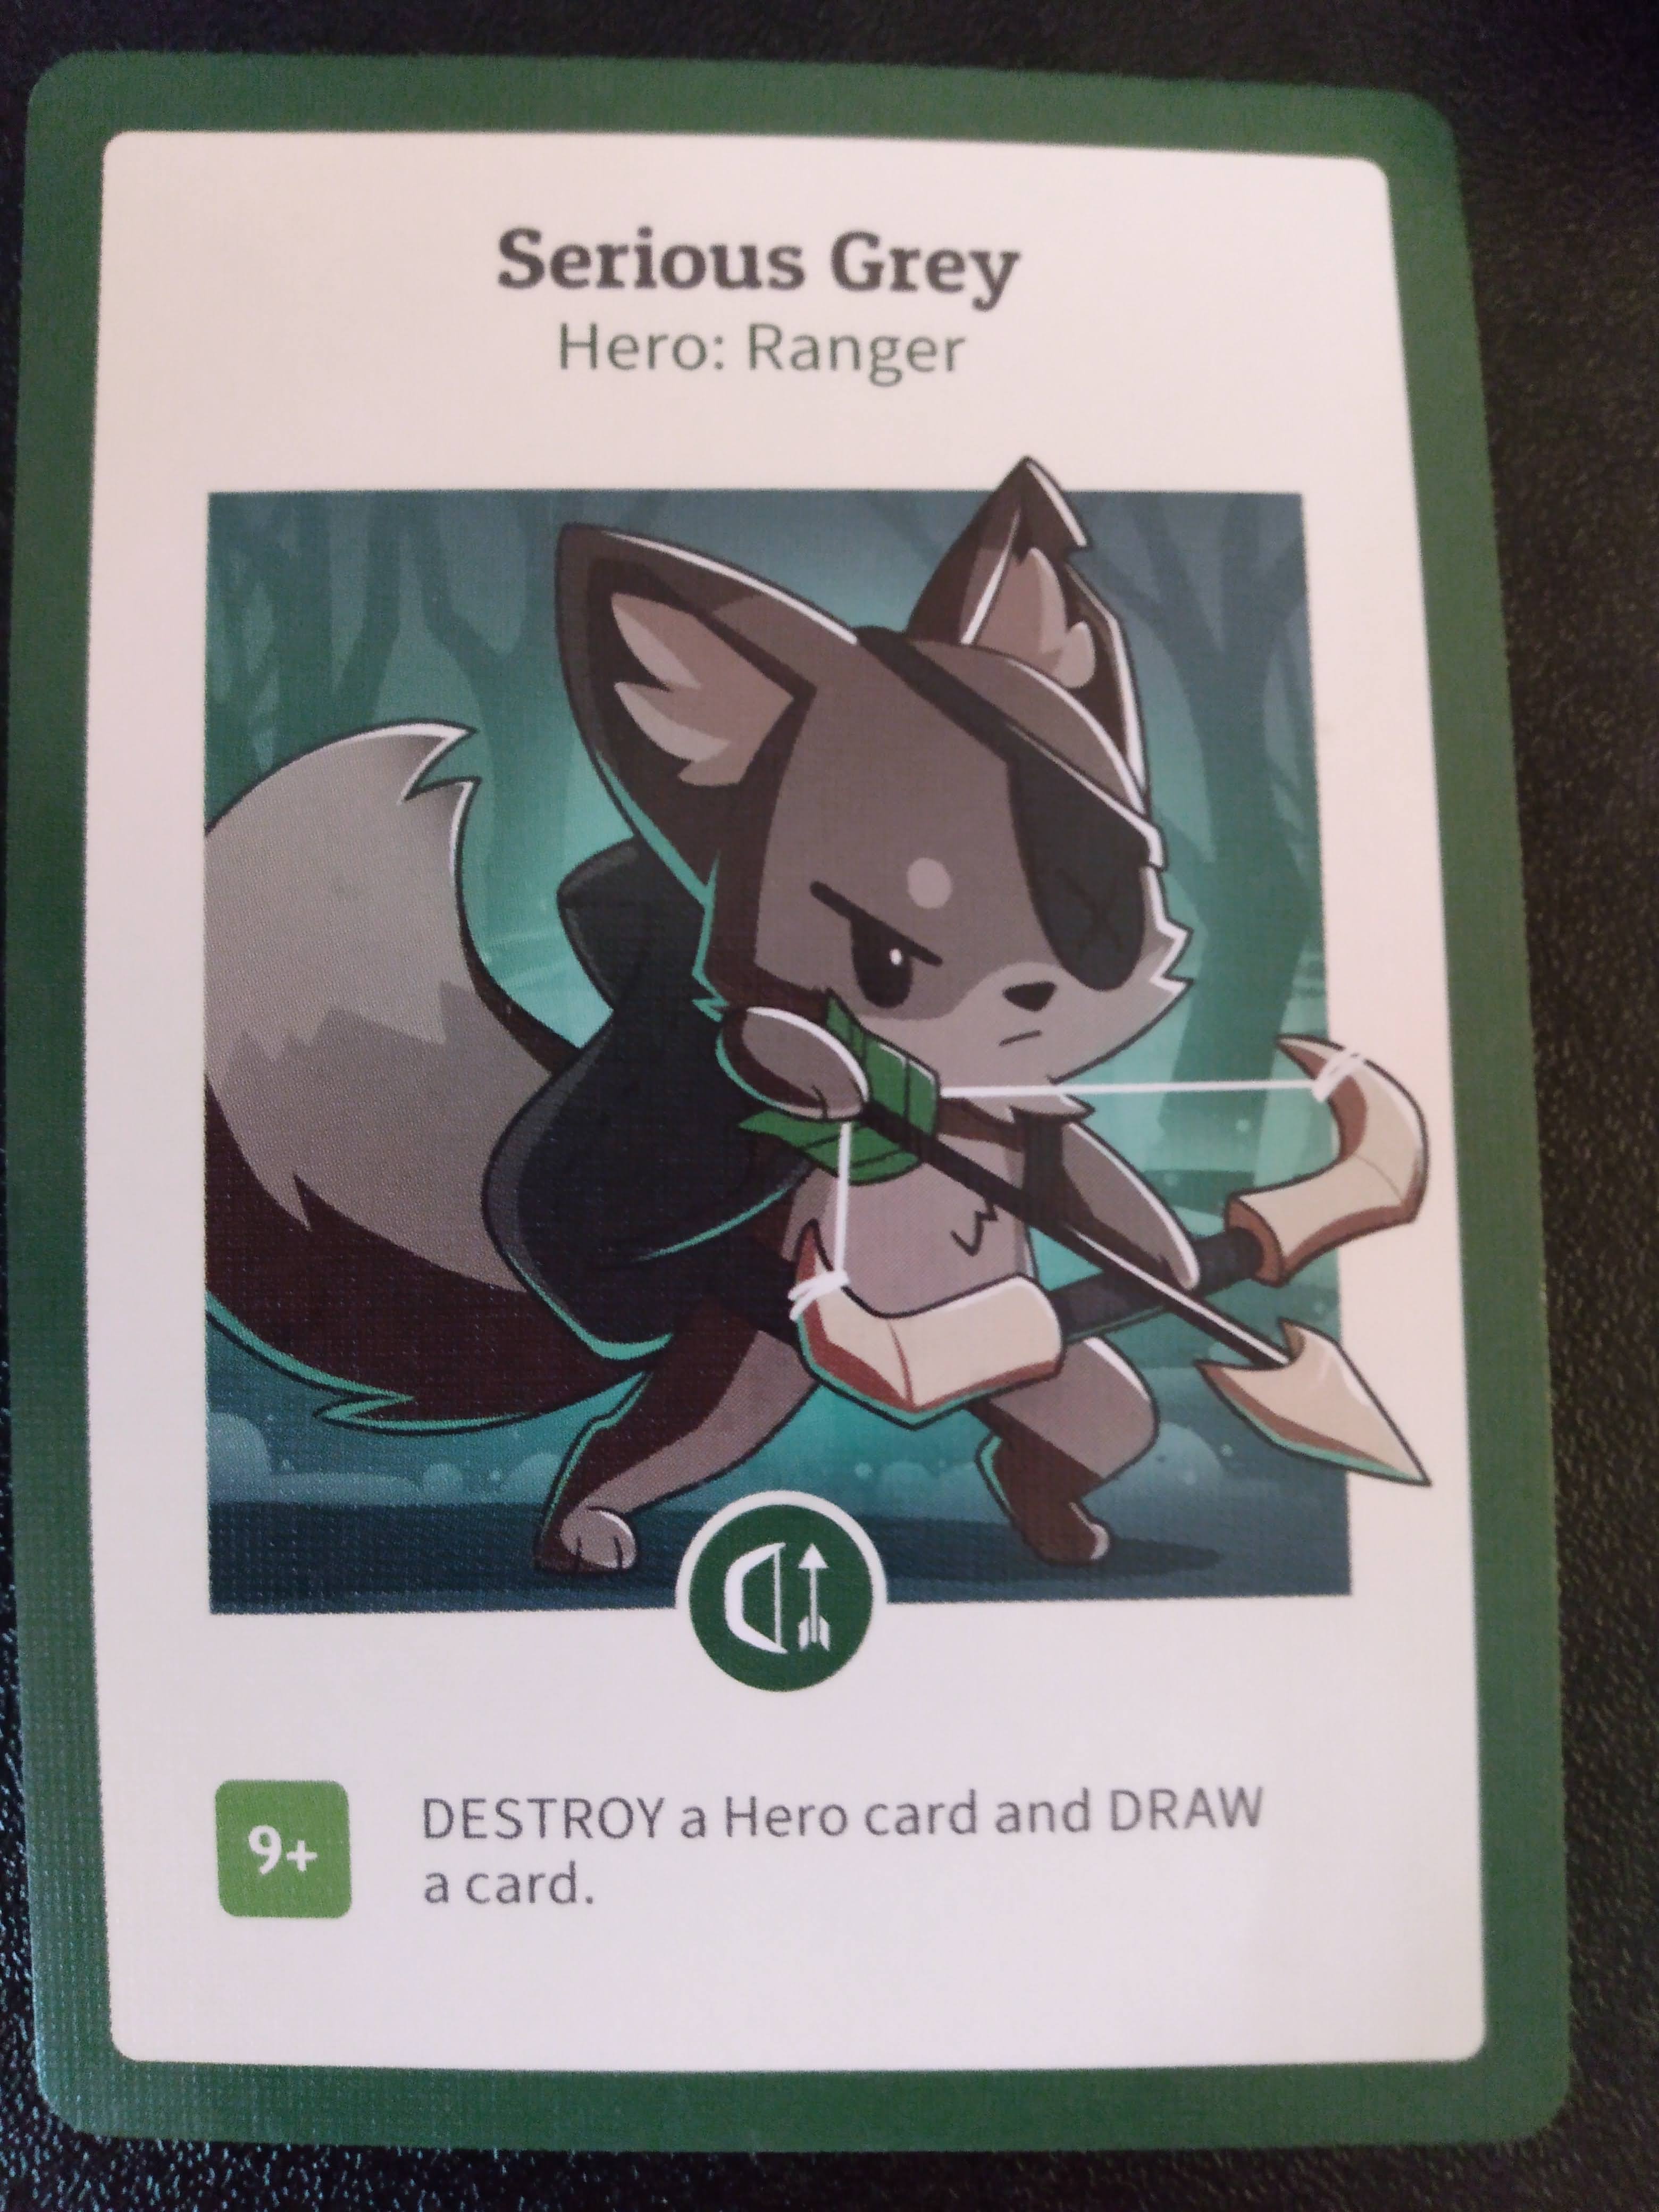 Serious Grey
Hero: Ranger
9+
DESTROY a Hero card and DRAW
a card.